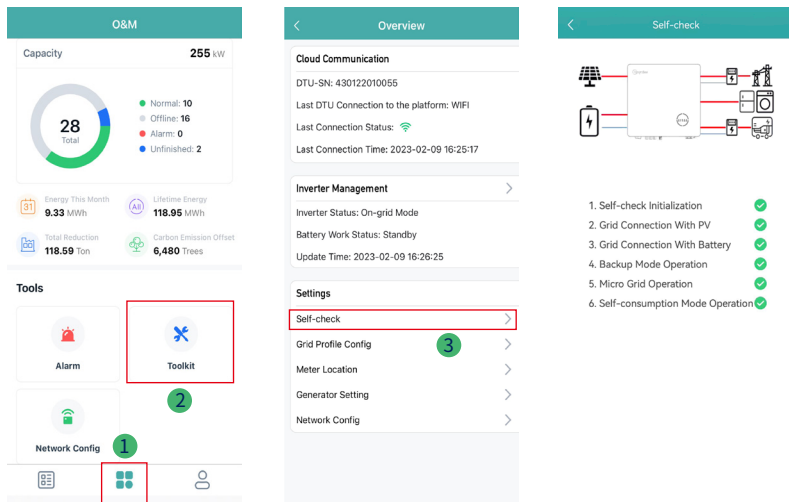 O&M
Capacity
255 kW
28
Total
Normal: 10
Offline: 16
Alarm: 0
Unfinished: 2
31
Energy This Month
9.33 MWh
All
Lifetime Energy
118.95 MWh
Total Reduction
118.59 Ton
Carbon Emission Offset
6,480 Trees
Tools
Alarm
Toolkit
2
Network Config
1
Overview
Cloud Communication
DTU-SN: 430122010055
Last DTU Connection to the platform: WIFI
Last Connection Status:
Last Connection Time: 2023-02-09 16:25:17
Inverter Management
Inverter Status: On-grid Mode
Battery Work Status: Standby
Update Time: 2023-02-09 16:26:25
Settings
Self-check
Grid Profile Config
3
Meter Location
Generator Setting
Network Config
Self-check
1. Self-check Initialization
2. Grid Connection With PV
3. Grid Connection With Battery
4. Backup Mode Operation
5. Micro Grid Operation
6. Self-consumption Mode Operation